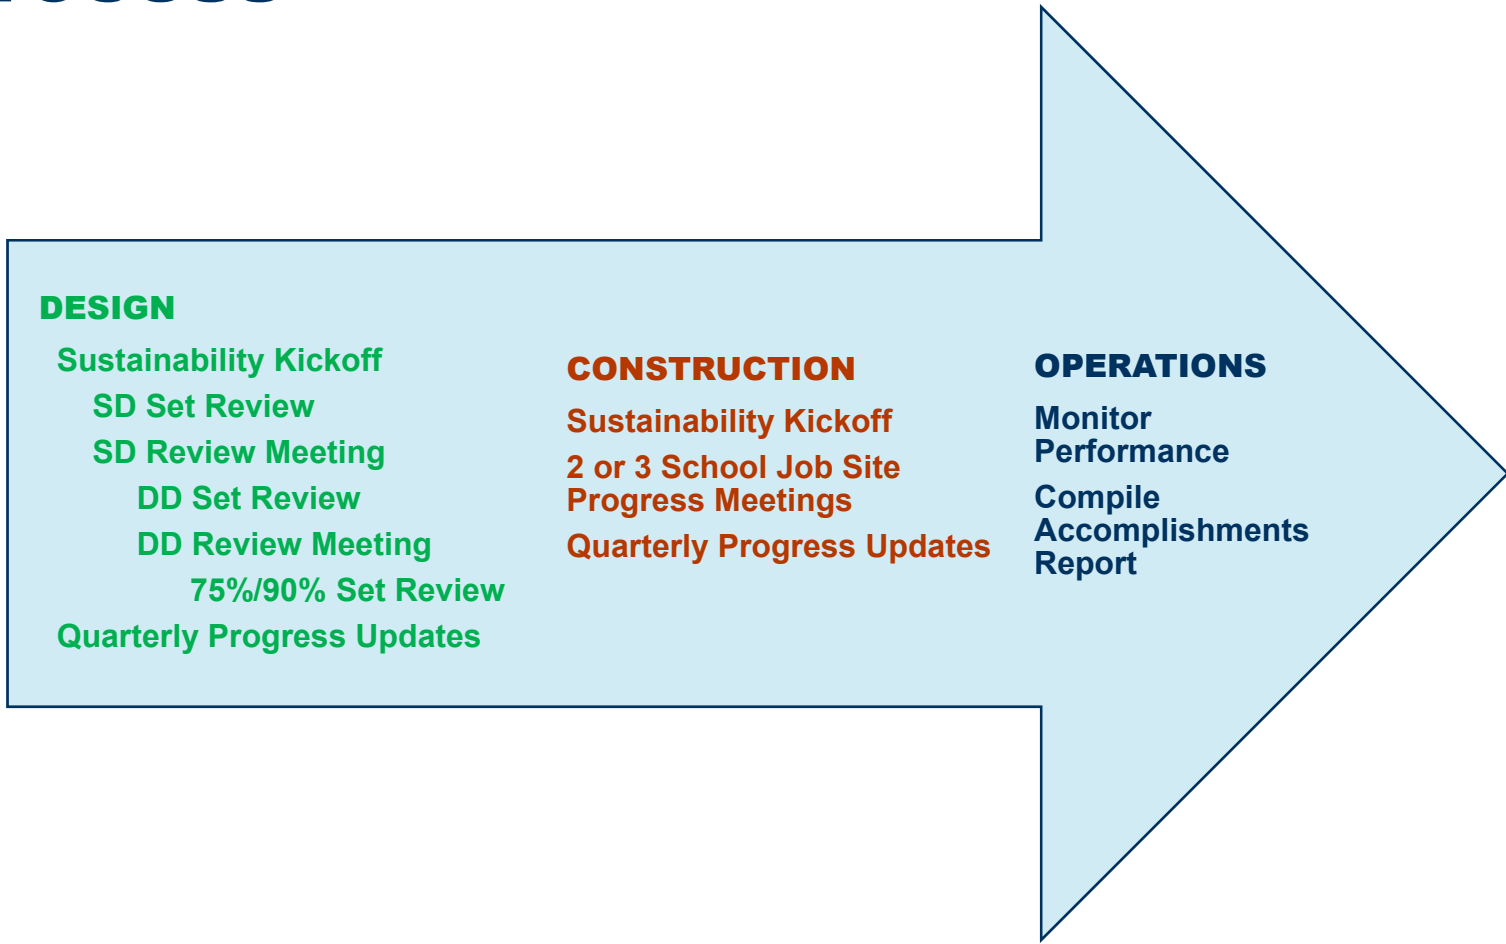 DESIGN
Sustainability Kickoff
SD Set Review
SD Review Meeting
DD Set Review
DD Review Meeting
75%/90% Set Review
Quarterly Progress Updates
CONSTRUCTION
Sustainability Kickoff
2 or 3 School Job Site
Progress Meetings
Quarterly Progress Updates
OPERATIONS
Monitor
Performance
Compile
Accomplishments
Report